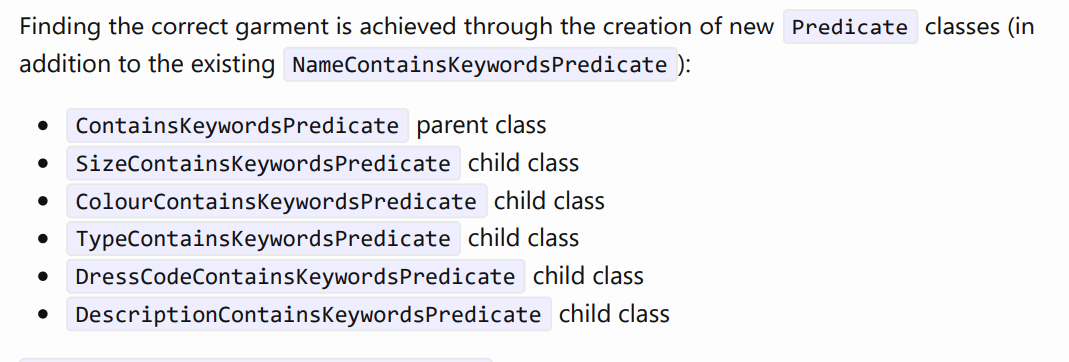 Finding the correct garment is achieved through the creation of new Predicate classes (in
addition to the existing NameContainsKeywordsPredicate):
• ContainsKeywordsPredicate parent class
• SizeContainsKeywordsPredicate child class
• ColourContainsKeywordsPredicate child class
• TypeContainsKeywordsPredicate child class
• DressCodeContainsKeywordsPredicate child class
• DescriptionContainsKeywordsPredicate child class